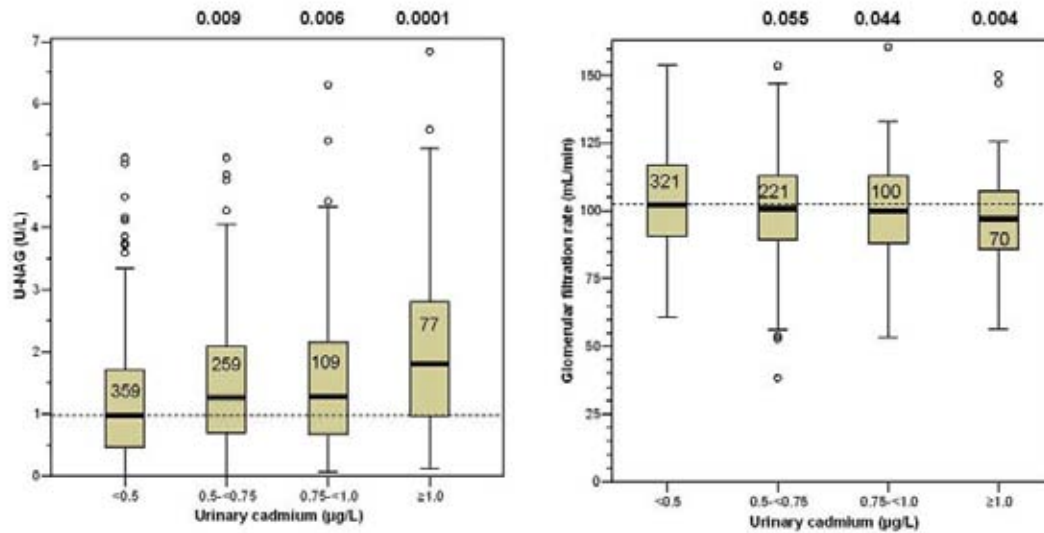 0.009 0.006 0.0001
7
6
5
4
3
2
1
0
U-NAG (U/L)
359
259
109
77
<0.5 0.5-<0.75 0.75-<1.0 ≥1.0
Urinary cadmium (µg/L)
0.055 0.044 0.004
150
125
100
75
50
25
0
Glomerular filtration rate (mL/min)
321
221
100
70
<0.5 0.5-<0.75 0.75-<1.0 ≥1.0
Urinary cadmium (µg/L)